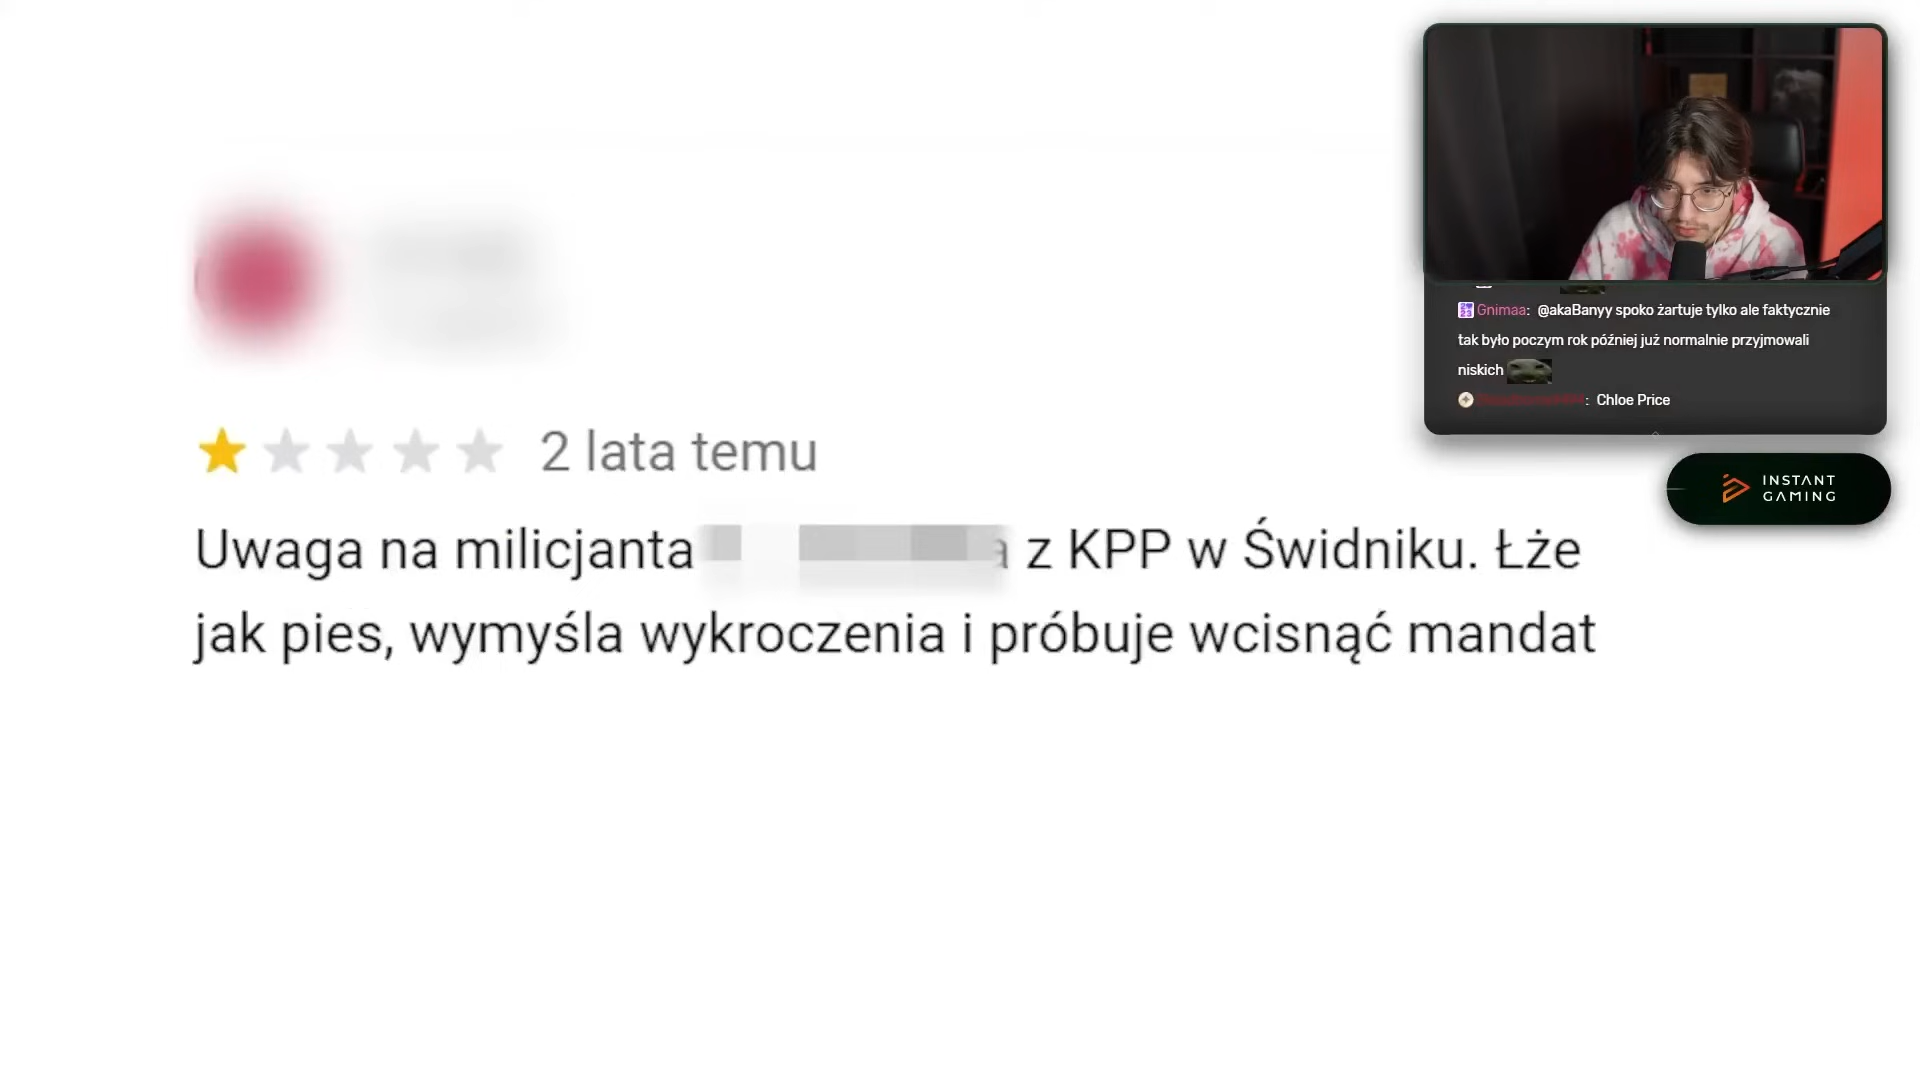 2 lata temu
Uwaga na milicjanta z KPP w Świdniku. Łże
jak pies, wymyśla wykroczenia i próbuje wcisnąć mandat
Gnimaa: @akaBanyy spoko żartuje tylko ale faktycznie
tak było poczym rok później już normalnie przyjmowali
niskich
: Chloe Price
INSTANT
GAMING